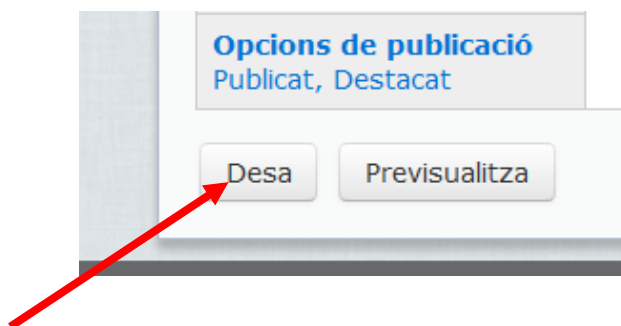 Opcions de publicació
Publicat, Destacat
Desa Previsualitza